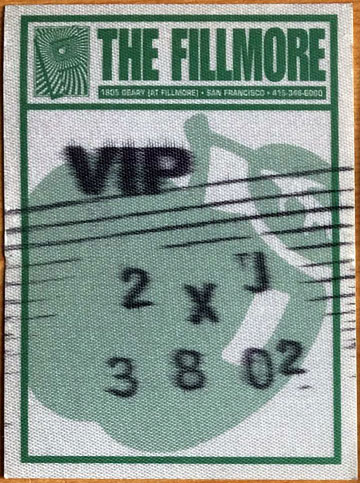 THE FILLMORE
1805 GEARY (AT FILLMORE) • SAN FRANCISCO • 415-346-6000
VIP
2 x J
3 8 02